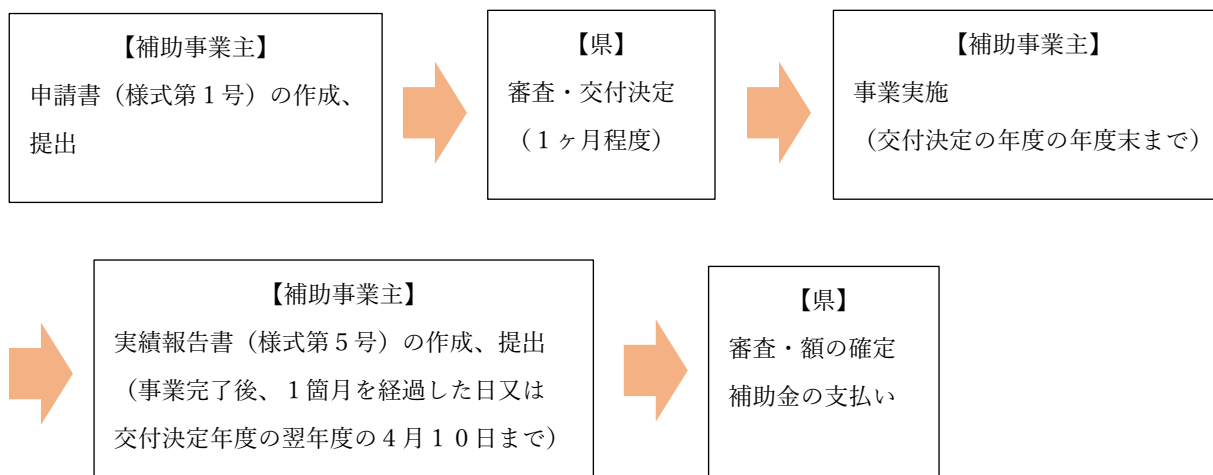 【補助事業主】
申請書（様式第１号）の作成、
提出
【県】
審査・交付決定
（１ヶ月程度）
【補助事業主】
事業実施
（交付決定の年度の年度末まで）
【補助事業主】
実績報告書（様式第５号）の作成、提出
（事業完了後、１箇月を経過した日又は
交付決定年度の翌年度の４月１０日まで）
【県】
審査・額の確定
補助金の支払い